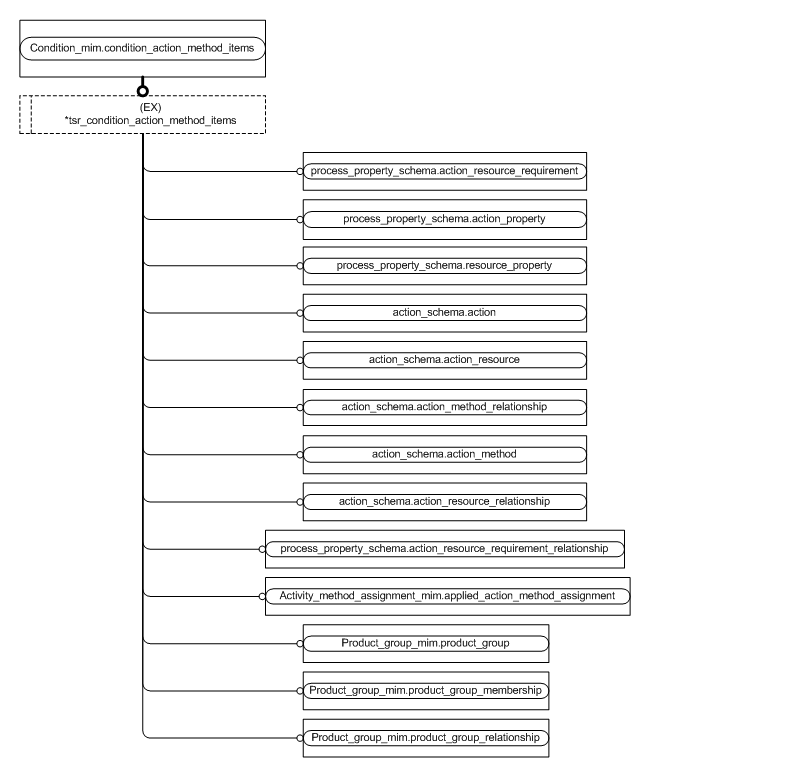 Condition_mim.condition_action_method_items
(EX)
*tsr_condition_action_method_items
process_property_schema.action_resource_requirement
process_property_schema.action_property
process_property_schema.resource_property
action_schema.action
action_schema.action_resource
action_schema.action_method_relationship
action_schema.action_method
action_schema.action_resource_relationship
process_property_schema.action_resource_requirement_relationship
Activity_method_assignment_mim.applied_action_method_assignment
Product_group_mim.product_group
Product_group_mim.product_group_membership
Product_group_mim.product_group_relationship